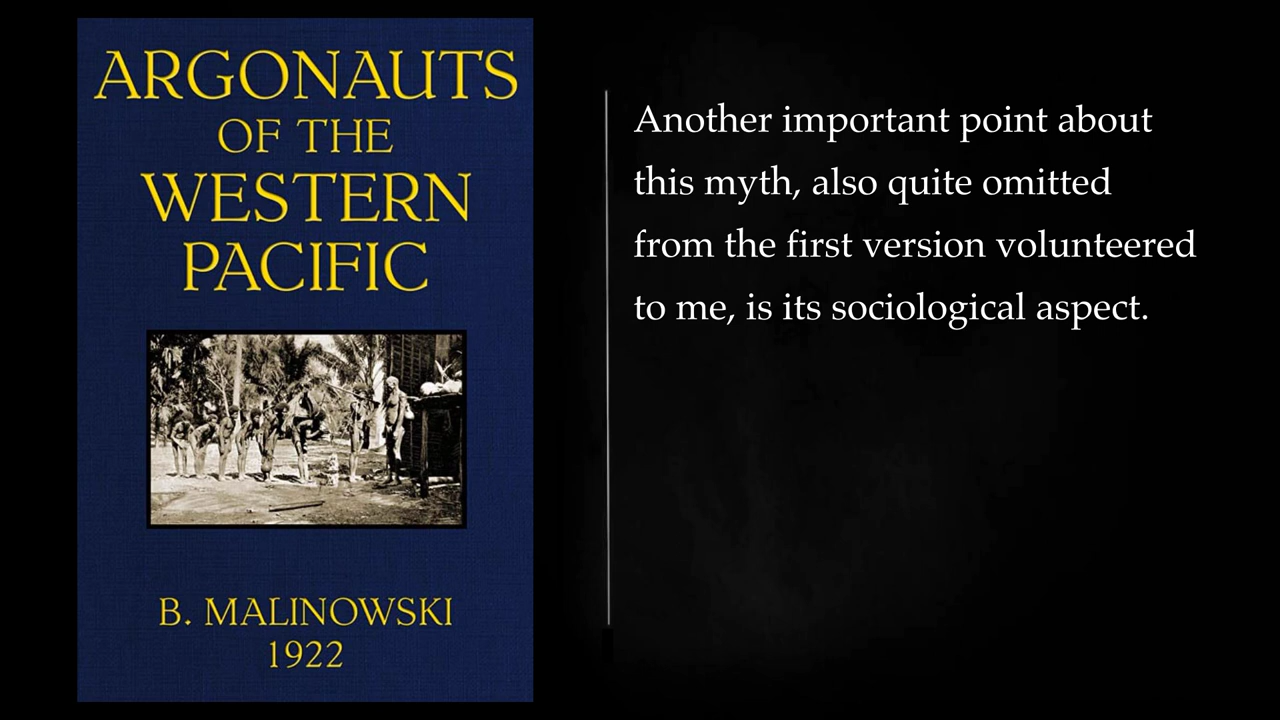 ARGONAUTS
OF THE
WESTERN
PACIFIC
B. MALINOWSKI
1922
Another important point about
this myth, also quite omitted
from the first version volunteered
to me, is its sociological aspect.